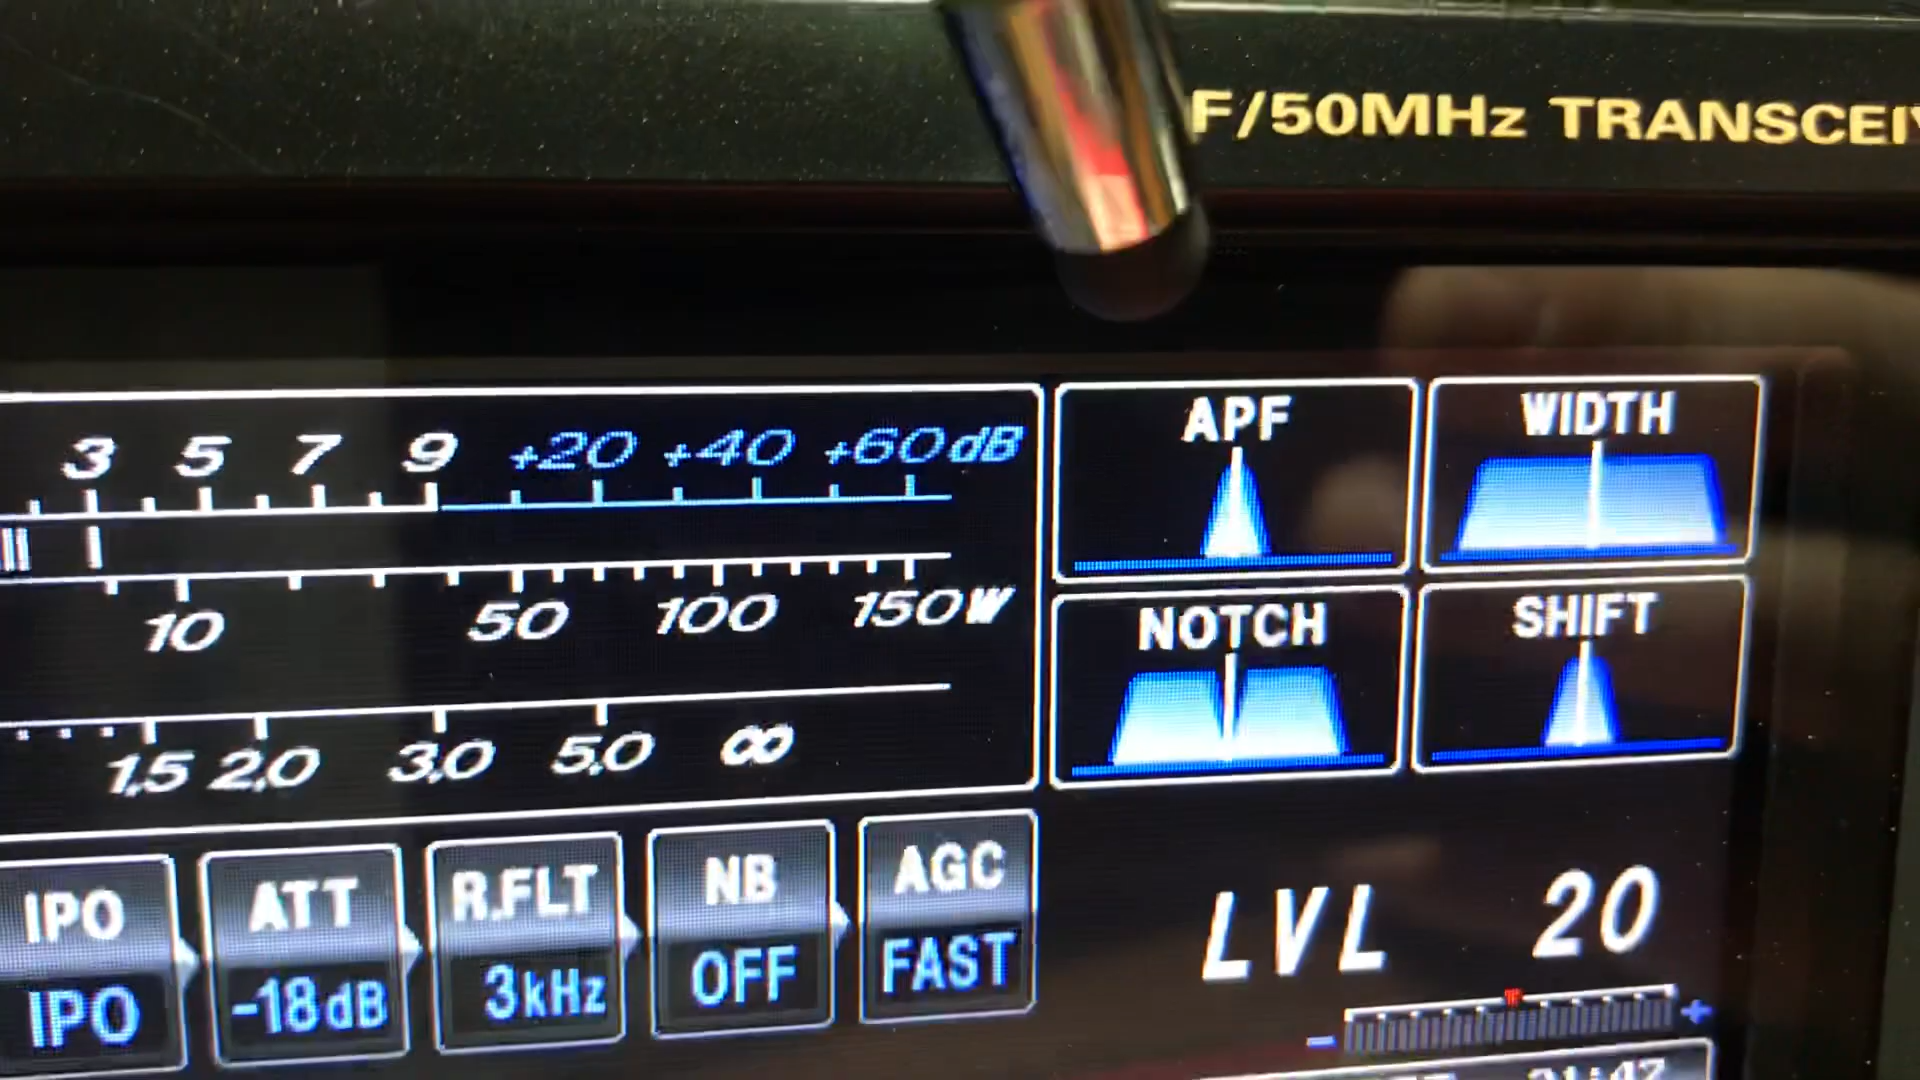 F/50MHz TRANSCEI
3 5 7 9 +20 +40 +60dB
10 50 100 150W
1.5 2.0 3.0 5.0 ∞
APF
WIDTH
NOTCH
SHIFT
IPO
IPO
ATT
-18dB
R.FLT
3kHz
NB
OFF
AGC
FAST
LVL 20
- +